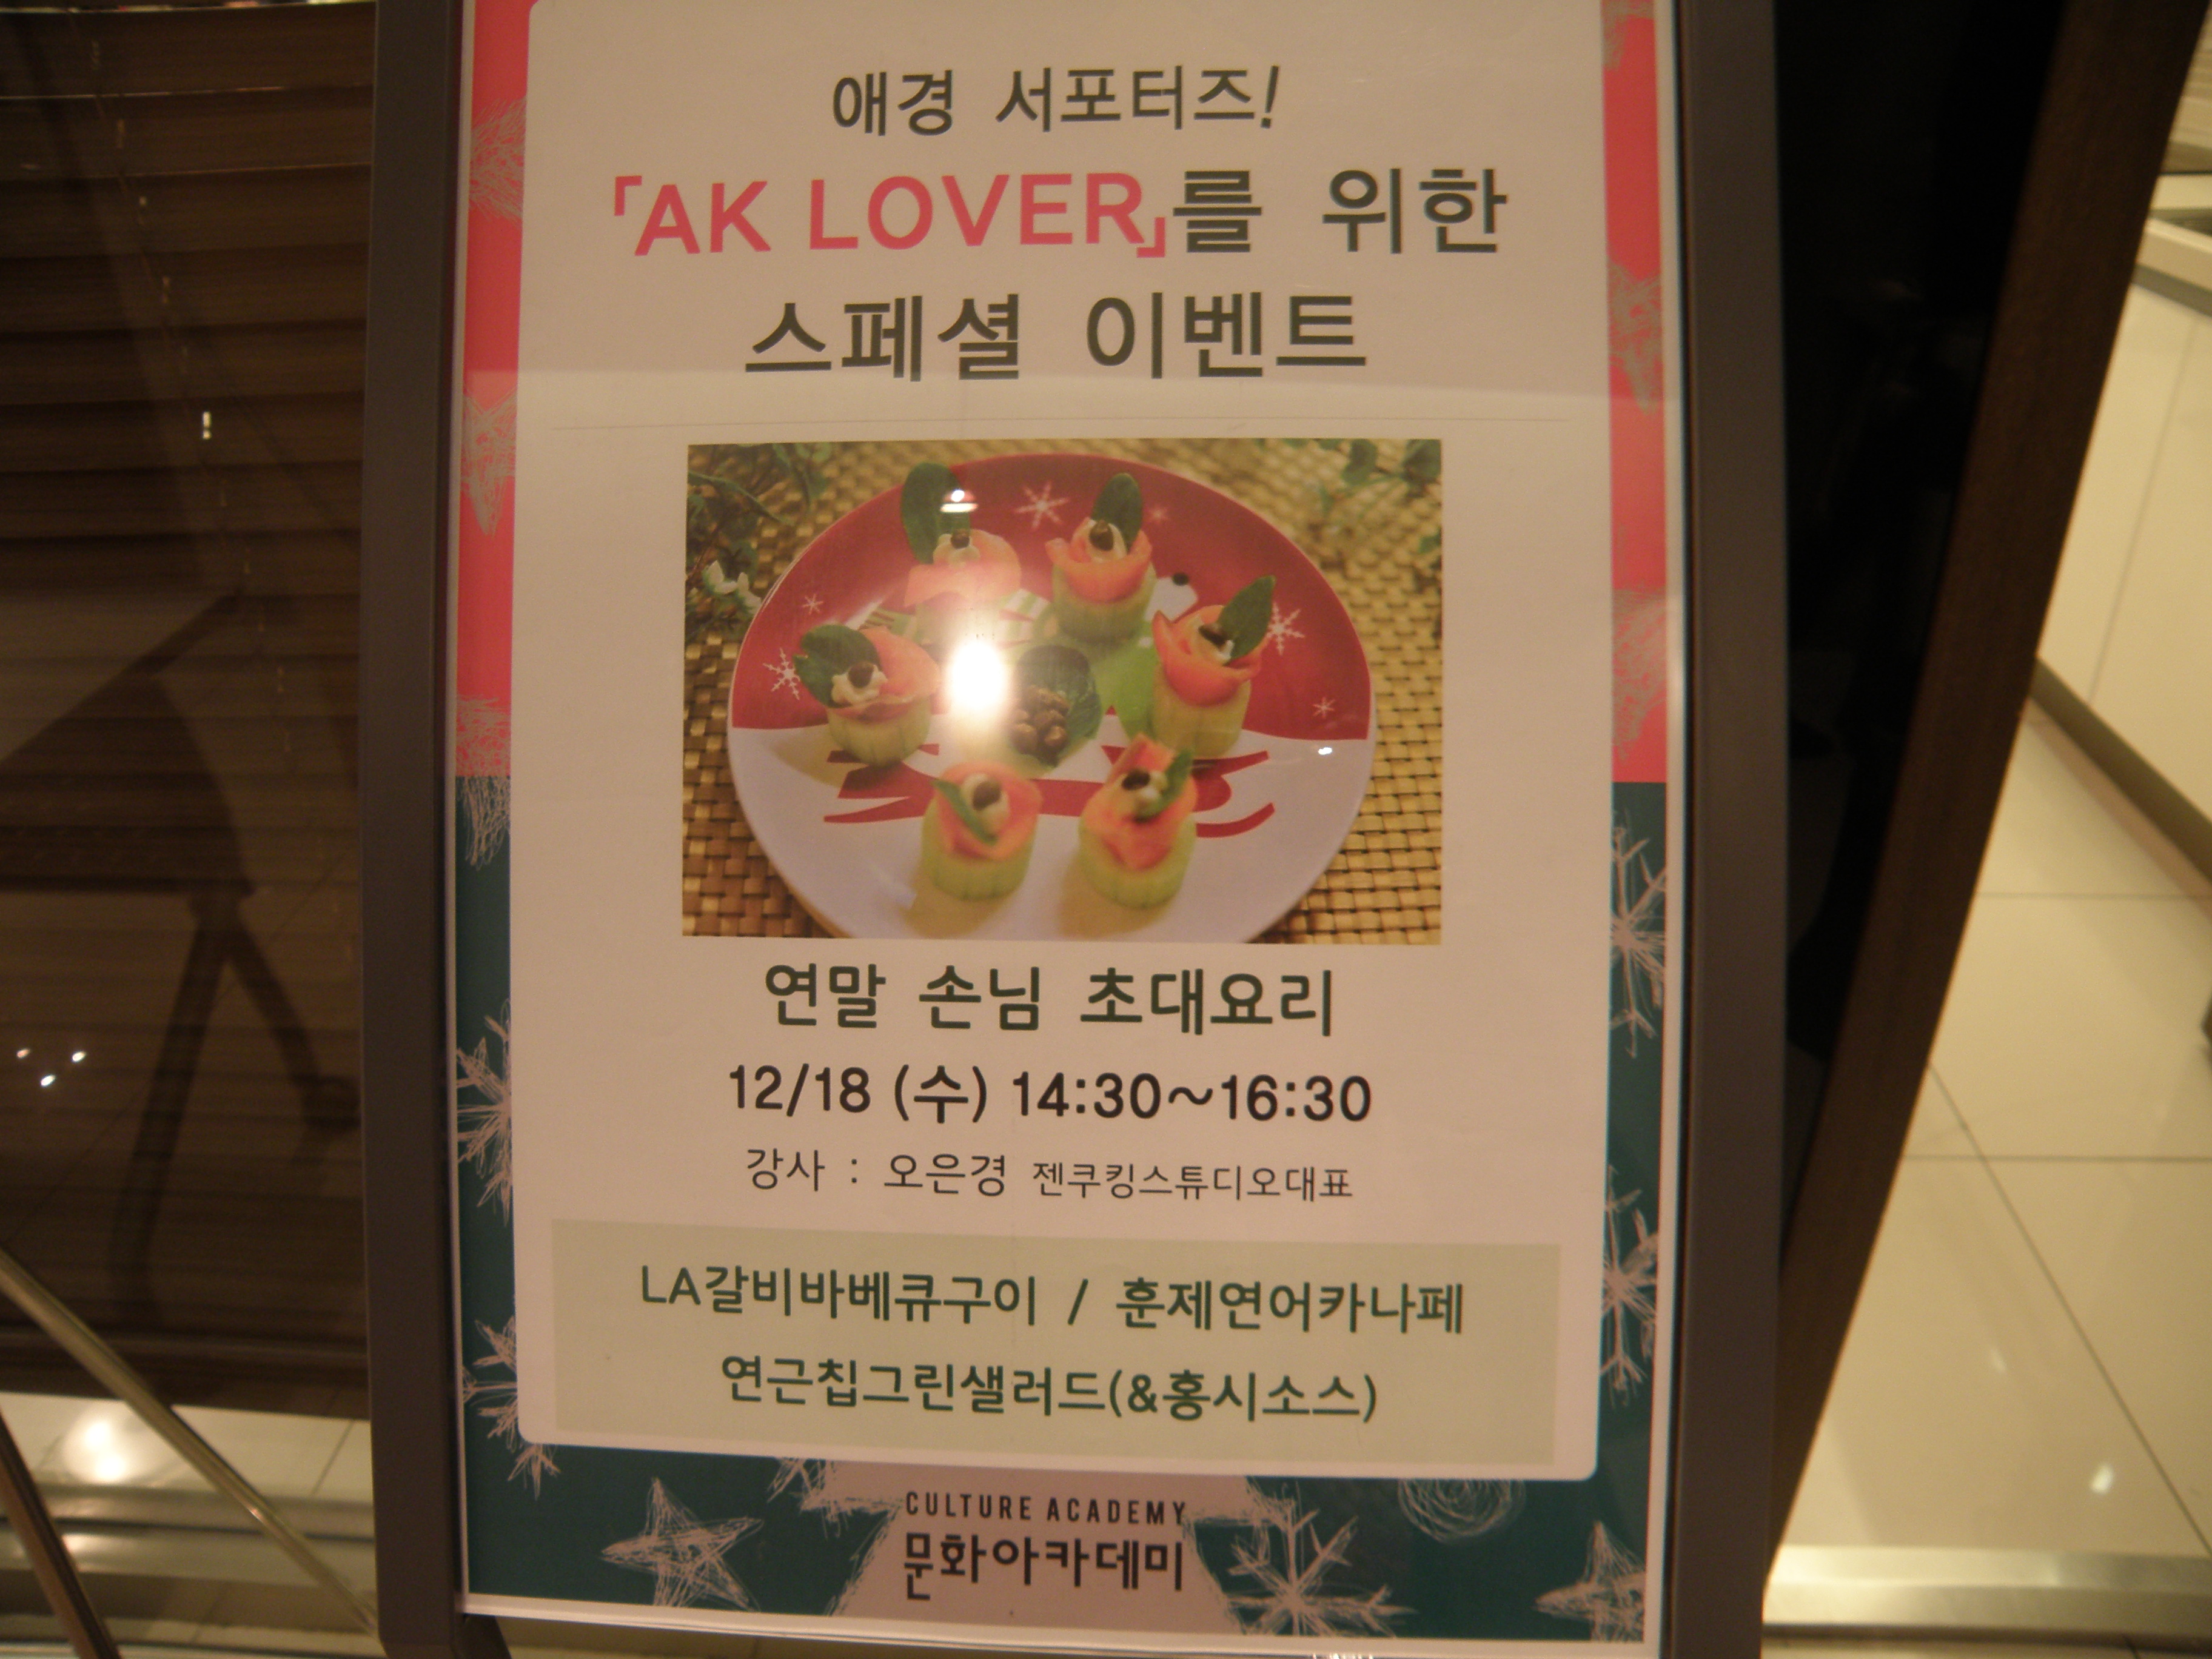 애경 서포터즈!
「AK LOVER」를 위한
스페셜 이벤트
연말 손님 초대요리
12/18 (수) 14:30~16:30
강사 : 오은경 젠쿠킹스튜디오대표
LA갈비바베큐구이 / 훈제연어카나페
연근칩그린샐러드(&홍시소스)
CULTURE ACADEMY
문화아카데미